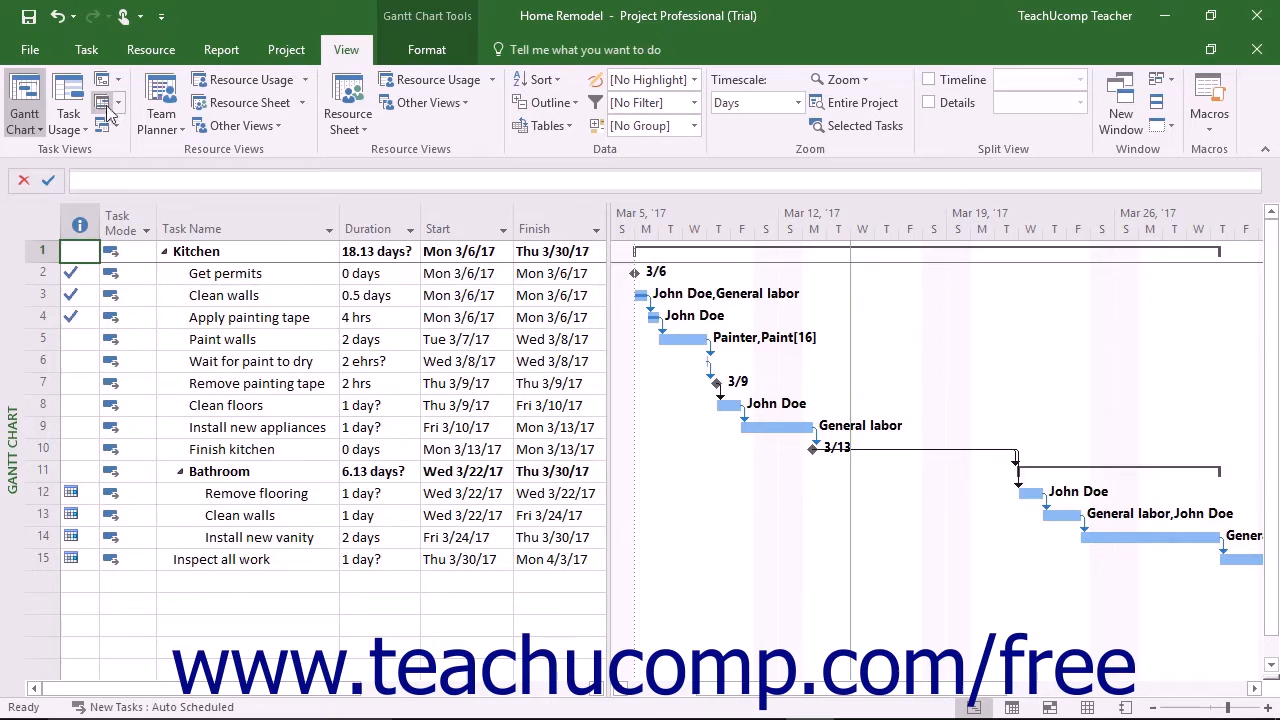 Gantt Chart Tools
Home Remodel - Project Professional (Trial)
TeachUcomp Teacher
File Task Resource Report Project View Format Tell me what you want to do
Gantt Chart
Task Usage
Team Planner
Resource Usage
Resource Sheet
Other Views
Resource Sheet
Resource Usage
Other Views
Sort
Outline
Tables
[No Highlight]
[No Filter]
[No Group]
Timescale:
Days
Zoom
Entire Project
Selected Tasks
Timeline
Details
New Window
Macros
Task Views Resource Views Resource Views Data Zoom Split View Window Macros
Task Mode Task Name Duration Start Finish
Mar 5, '17 Mar 12, '17 Mar 19, '17 Mar 26, '17
S M T W T F S S M T W T F S S M T W T F S S M T W T F
1 Kitchen 18.13 days? Mon 3/6/17 Thu 3/30/17
2 Get permits 0 days Mon 3/6/17 Mon 3/6/17 3/6
3 Clean walls 0.5 days Mon 3/6/17 Mon 3/6/17 John Doe,General labor
4 Apply painting tape 4 hrs Mon 3/6/17 Mon 3/6/17 John Doe
5 Paint walls 2 days Tue 3/7/17 Wed 3/8/17 Painter,Paint[16]
6 Wait for paint to dry 2 ehrs? Wed 3/8/17 Wed 3/8/17
7 Remove painting tape 2 hrs Thu 3/9/17 Thu 3/9/17 3/9
8 Clean floors 1 day? Thu 3/9/17 Fri 3/10/17 John Doe
9 Install new appliances 1 day? Fri 3/10/17 Mon 3/13/17 General labor
10 Finish kitchen 0 days Mon 3/13/17 Mon 3/13/17 3/13
11 Bathroom 6.13 days? Wed 3/22/17 Thu 3/30/17
12 Remove flooring 1 day? Wed 3/22/17 Wed 3/22/17 John Doe
13 Clean walls 1 day Wed 3/22/17 Fri 3/24/17 General labor,John Doe
14 Install new vanity 2 days Fri 3/24/17 Thu 3/30/17 Gener
15 Inspect all work 1 day? Thu 3/30/17 Mon 4/3/17
GANTT CHART
www.teachucomp.com/free
Ready New Tasks : Auto Scheduled